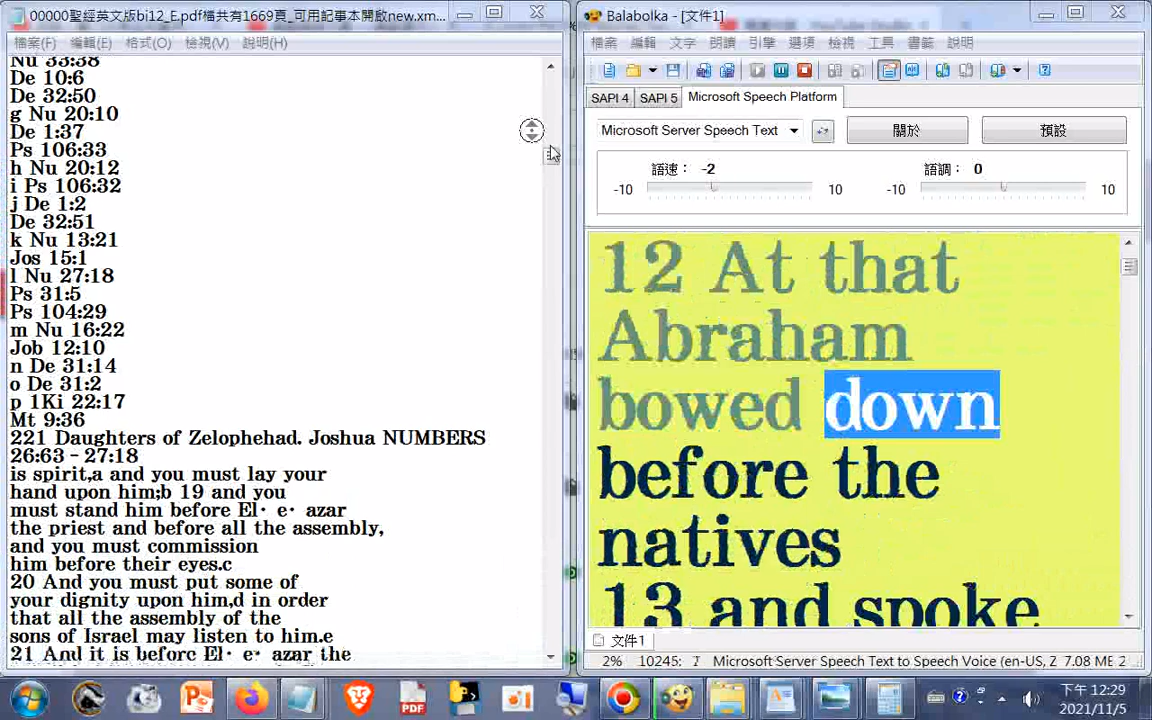 00000聖經英文版bi12_E.pdf檔共有1669頁_可用記事本開啟new.xm...
檔案(F) 編輯(E) 格式(O) 檢視(V) 說明(H)
Nu 33:38
De 10:6
De 32:50
g Nu 20:10
De 1:37
Ps 106:33
h Nu 20:12
i Ps 106:32
j De 1:2
De 32:51
k Nu 13:21
Jos 15:1
l Nu 27:18
Ps 31:5
Ps 104:29
m Nu 16:22
Job 12:10
n De 31:14
o De 31:2
p 1Ki 22:17
Mt 9:36
221 Daughters of Zelophehad. Joshua NUMBERS
26:63–27:18
is spirit,a and you must lay your
hand upon him;b 19 and you
must stand him before El· e· azar
the priest and before all the assembly,
and you must commission
him before their eyes.c
20 And you must put some of
your dignity upon him,d in order
that all the assembly of the
sons of Israel may listen to him.e
21 And it is before El· e· azar the
Balabolka - [文件1]
檔案 編輯 文字 朗讀 引擎 選項 檢視 工具 書籤 說明
SAPI 4 SAPI 5 Microsoft Speech Platform
Microsoft Server Speech Text 關於 預設
語速： -2 語調： 0
-10 10 -10 10
12 At that
Abraham
bowed down
before the
natives
13 and spoke
文件1
2% 10245: 7 Microsoft Server Speech Text to Speech Voice (en-US, Z 7.08 ME 2
下午 12:29
2021/11/5